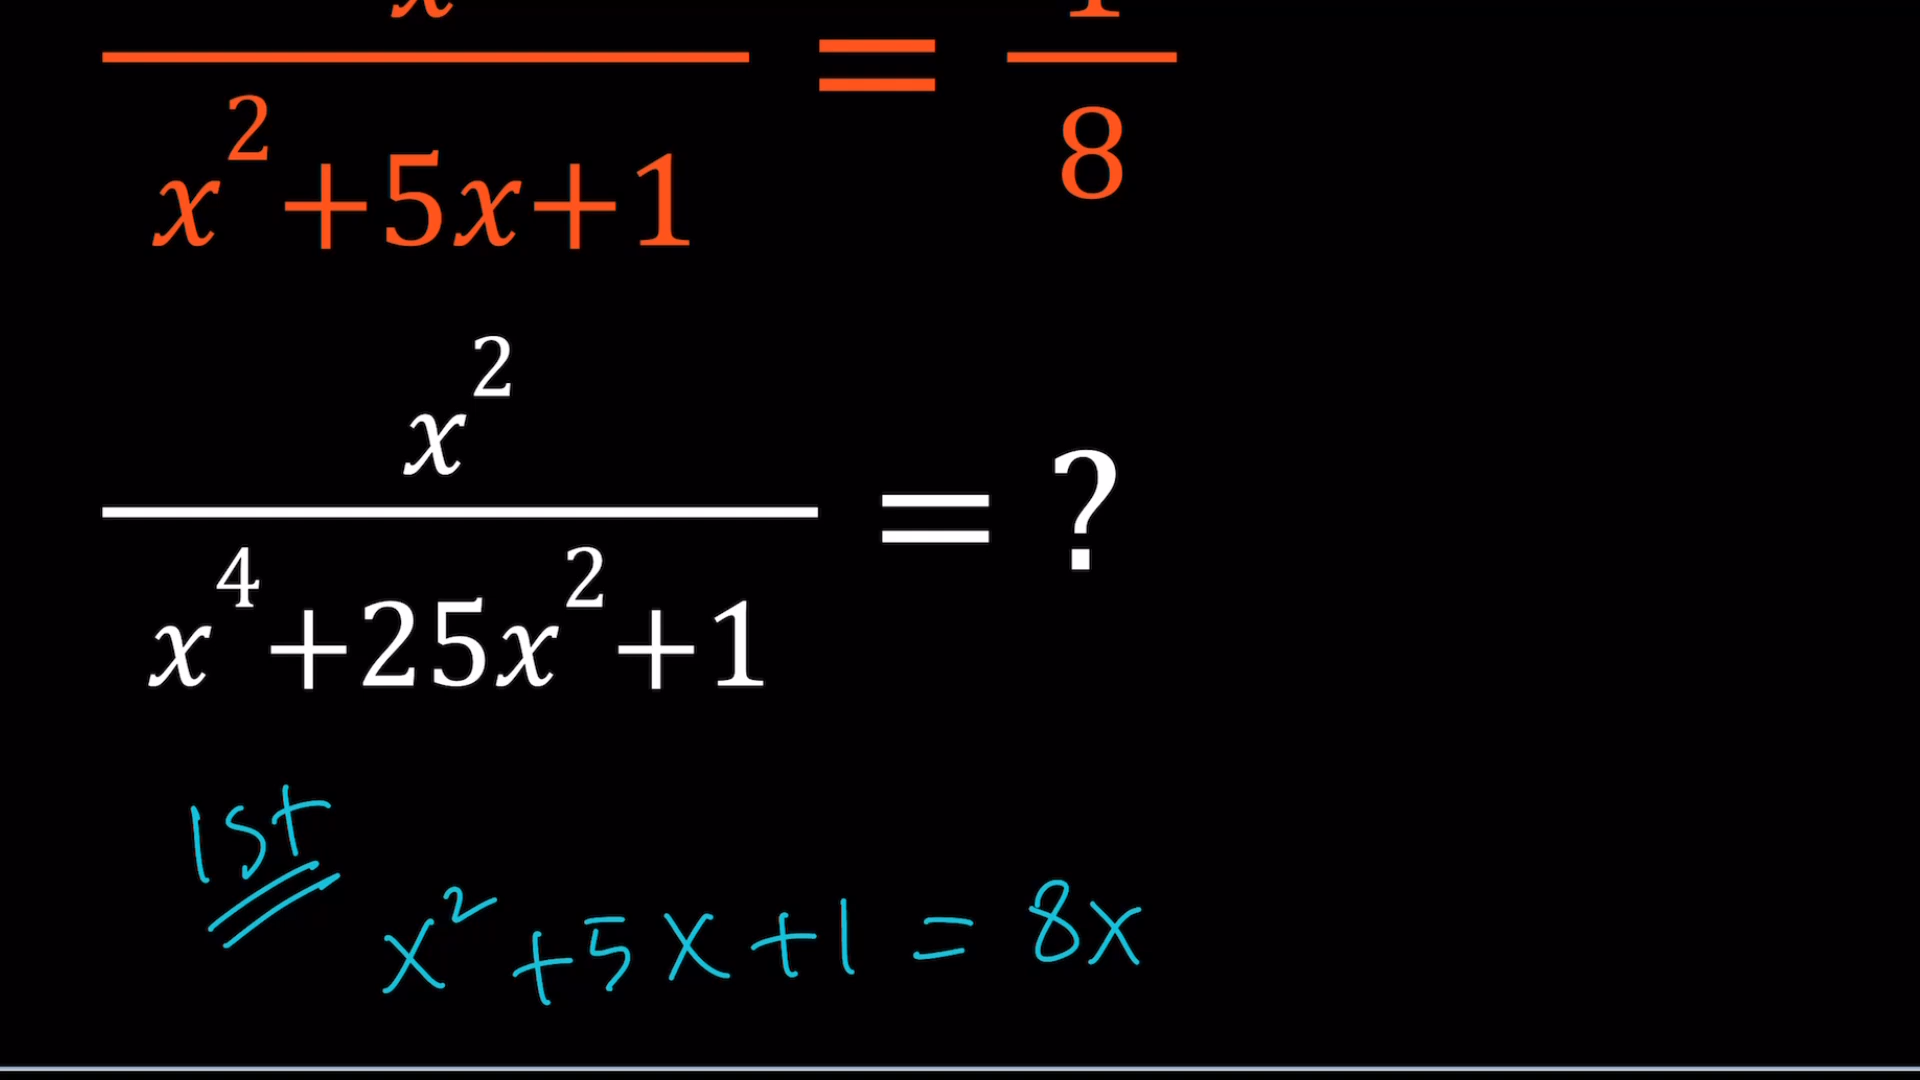 x = 1
x²+5x+1 8
x² = ?
x⁴+25x²+1
1st
x²+5x+1 = 8x